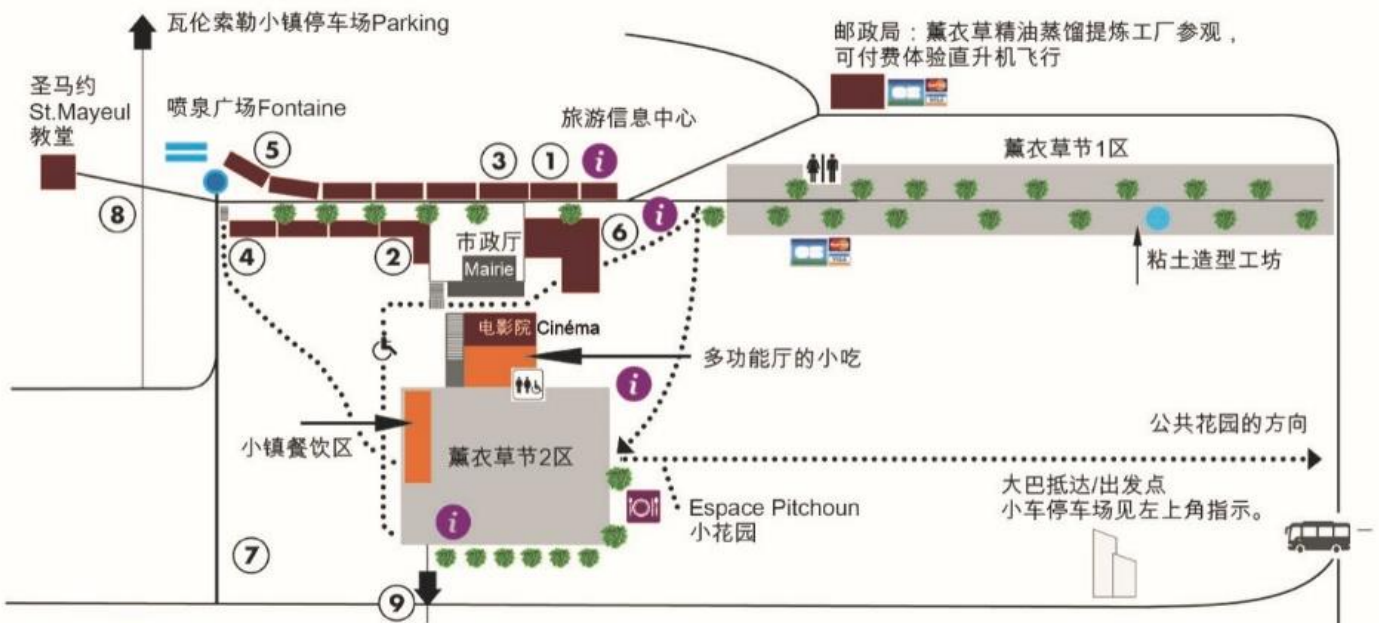 瓦伦索勒小镇停车场Parking
邮政局：薰衣草精油蒸馏提炼工厂参观，
可付费体验直升机飞行
圣马约
St.Mayeul
教堂
喷泉广场Fontaine
旅游信息中心
薰衣草节1区
5
3
1
i
8
4
2
市政厅
Mairie
6
i
粘土造型工坊
电影院 Cinéma
多功能厅的小吃
i
小镇餐饮区
薰衣草节2区
公共花园的方向
大巴抵达/出发点
小车停车场见左上角指示。
Espace Pitchoun
小花园
i
7
9